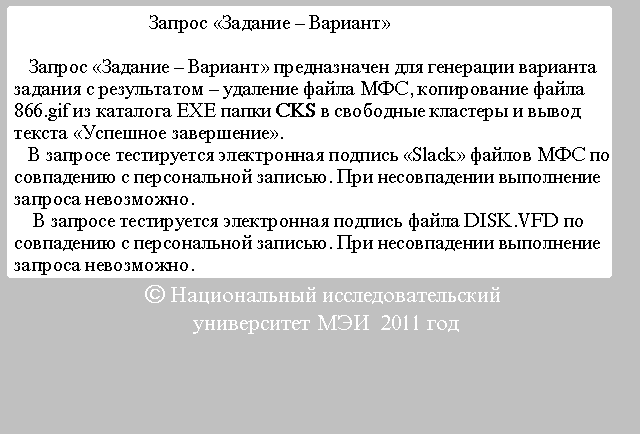 Запрос «Задание – Вариант»
Запрос «Задание – Вариант» предназначен для генерации варианта
задания с результатом – удаление файла МФС, копирование файла
866.gif из каталога EXE папки CKS в свободные кластеры и вывод
текста «Успешное завершение».
В запросе тестируется электронная подпись «Slack» файлов МФС по
совпадению с персональной записью. При несовпадении выполнение
запроса невозможно.
В запросе тестируется электронная подпись файла DISK.VFD по
совпадению с персональной записью. При несовпадении выполнение
запроса невозможно.
© Национальный исследовательский
университет МЭИ 2011 год